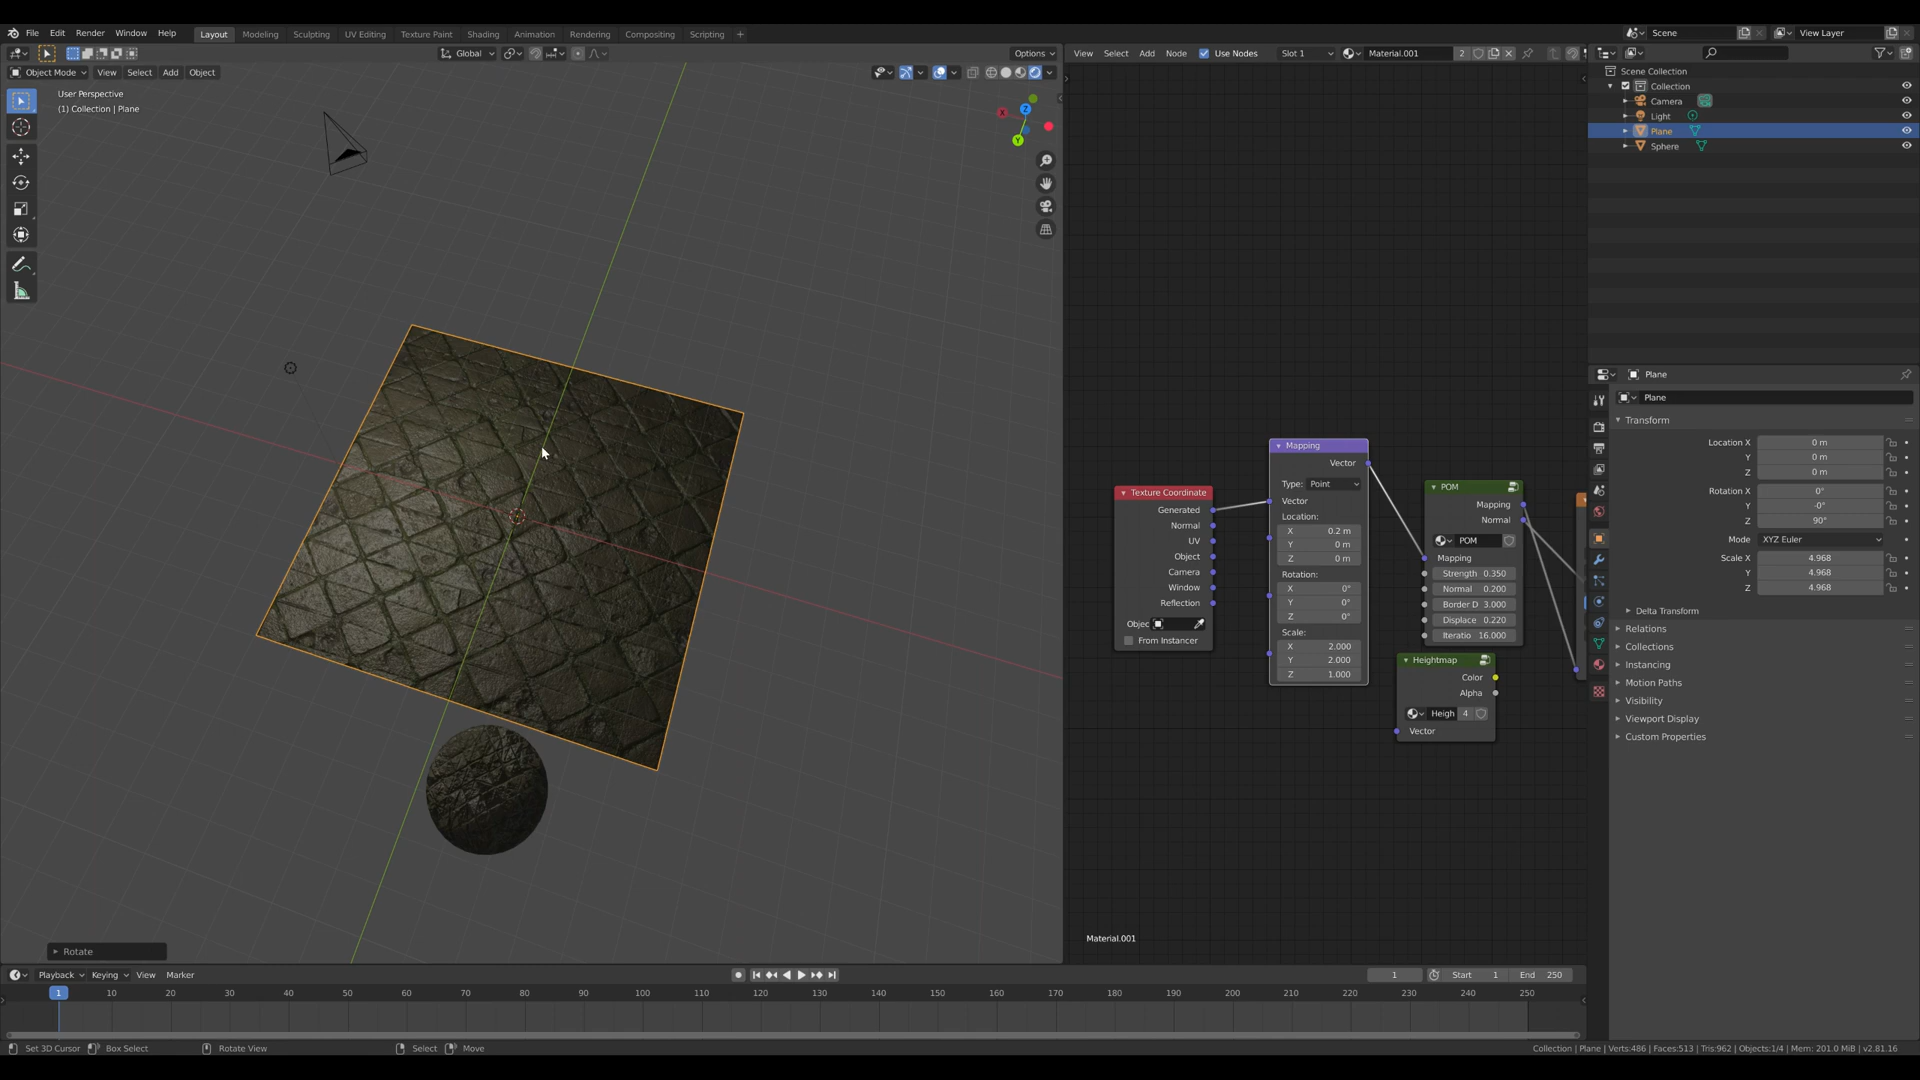 File Edit Render Window Help Layout Modeling Sculpting UV Editing Texture Paint Shading Animation Rendering Compositing Scripting + Scene View Layer
Global Options
Object Mode View Select Add Object
User Perspective
(1) Collection | Plane
X
Z
Y
Rotate
View Select Add Node Use Nodes Slot 1 Material.001 2
Texture Coordinate
Generated
Normal
UV
Object
Camera
Window
Reflection
Objec
From Instancer
Mapping
Vector
Type: Point
Vector
Location:
X 0.2 m
Y 0 m
Z 0 m
Rotation:
X 0°
Y 0°
Z 0°
Scale:
X 2.000
Y 2.000
Z 1.000
POM
Mapping
Normal
POM
Mapping
Strength 0.350
Normal 0.200
Border D 3.000
Displace 0.220
Iteratio 16.000
Heightmap
Color
Alpha
Heigh 4
Vector
Material.001
Scene Collection
Collection
Camera
Light
Plane
Sphere
Plane
Plane
Transform
Location X 0 m
Y 0 m
Z 0 m
Rotation X 0°
Y -0°
Z 90°
Mode XYZ Euler
Scale X 4.968
Y 4.968
Z 4.968
Delta Transform
Relations
Collections
Instancing
Motion Paths
Visibility
Viewport Display
Custom Properties
Playback Keying View Marker 1 Start 1 End 250
1 10 20 30 40 50 60 70 80 90 100 110 120 130 140 150 160 170 180 190 200 210 220 230 240 250
Set 3D Cursor Box Select Rotate View Select Move Collection | Plane | Verts:486 | Faces:513 | Tris:962 | Objects:1/4 | Mem: 201.0 MiB | v2.81.16